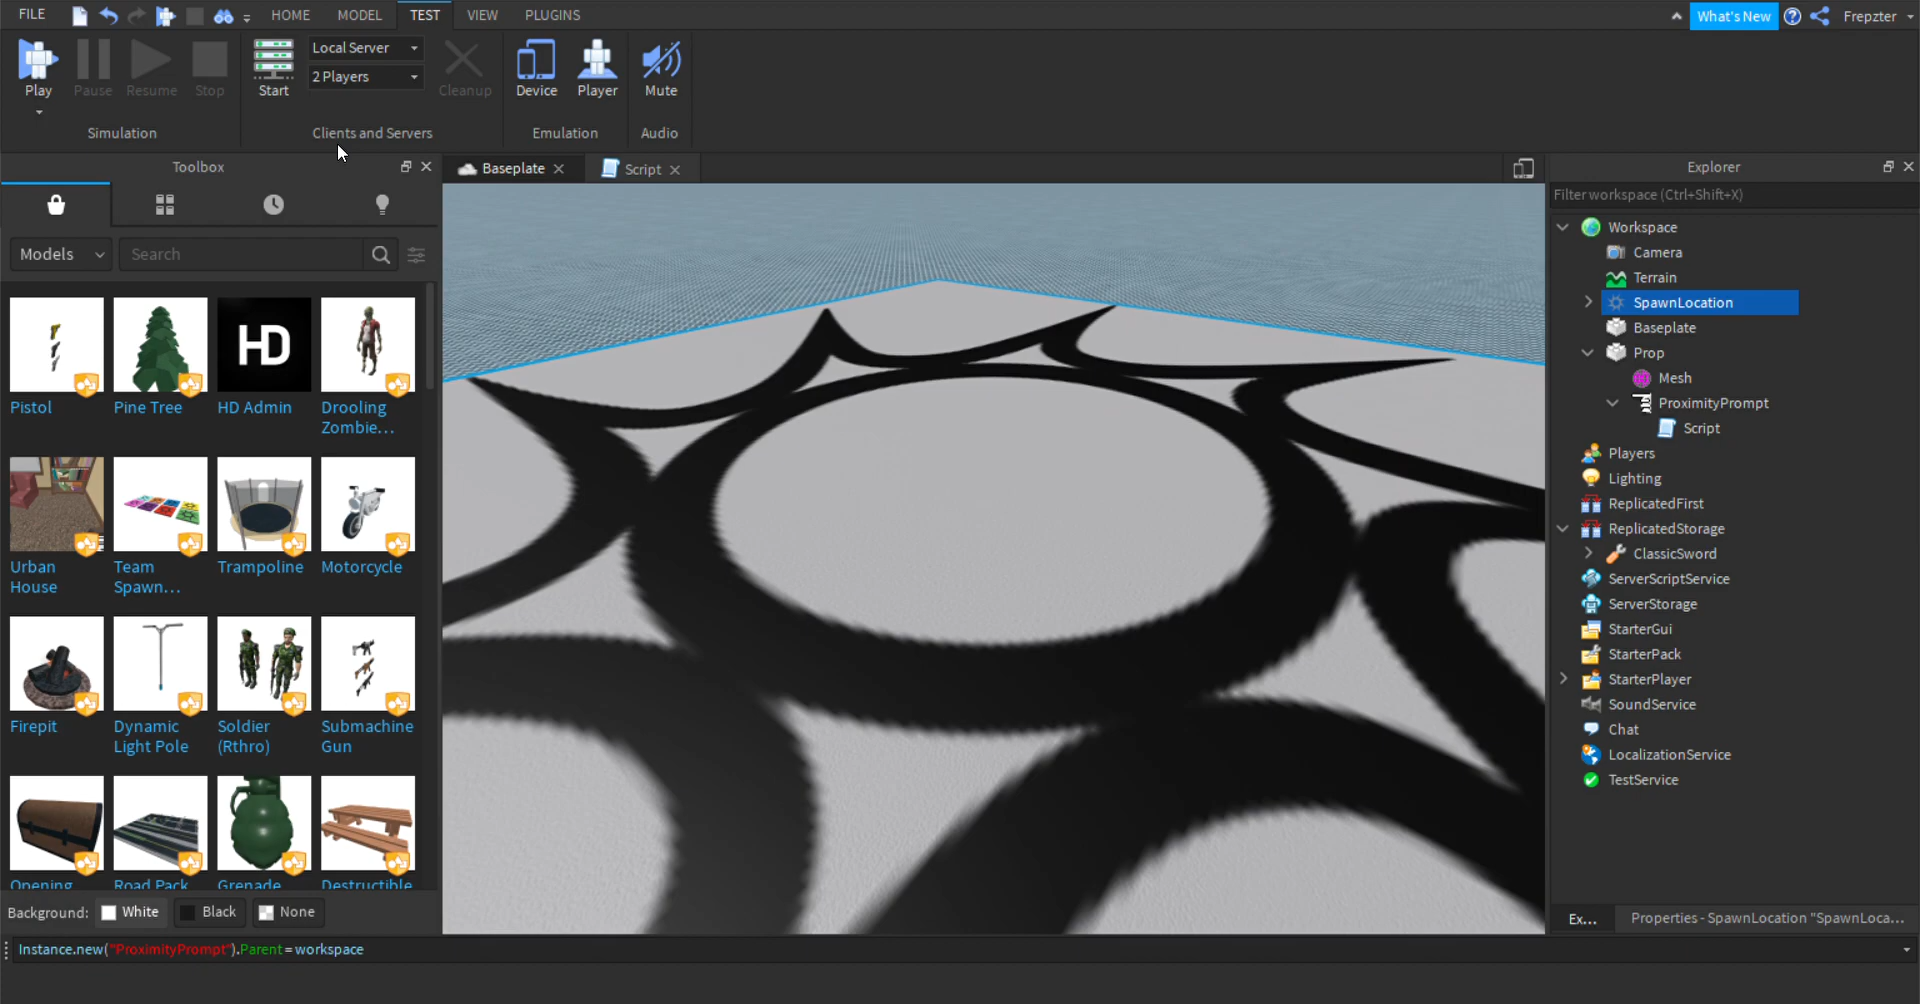 FILE
HOME
MODEL
TEST
VIEW
PLUGINS
What's New
Frepzter
Play
Pause
Resume
Stop
Simulation
Start
Local Server
2 Players
Cleanup
Clients and Servers
Device
Player
Emulation
Mute
Audio
Toolbox
Models
Search
Pistol
Pine Tree
HD
HD Admin
Drooling
Zombie...
Urban
House
Team
Spawn...
Trampoline
Motorcycle
Firepit
Dynamic
Light Pole
Soldier
(Rthro)
Submachine
Gun
Opening
Road Pack
Grenade
Destructible
Background:
White
Black
None
Baseplate
Script
Explorer
Filter workspace (Ctrl+Shift+X)
Workspace
Camera
Terrain
SpawnLocation
Baseplate
Prop
Mesh
ProximityPrompt
Script
Players
Lighting
ReplicatedFirst
ReplicatedStorage
ClassicSword
ServerScriptService
ServerStorage
StarterGui
StarterPack
StarterPlayer
SoundService
Chat
LocalizationService
TestService
Ex...
Properties - SpawnLocation "SpawnLoca...
Instance.new("ProximityPrompt").Parent = workspace